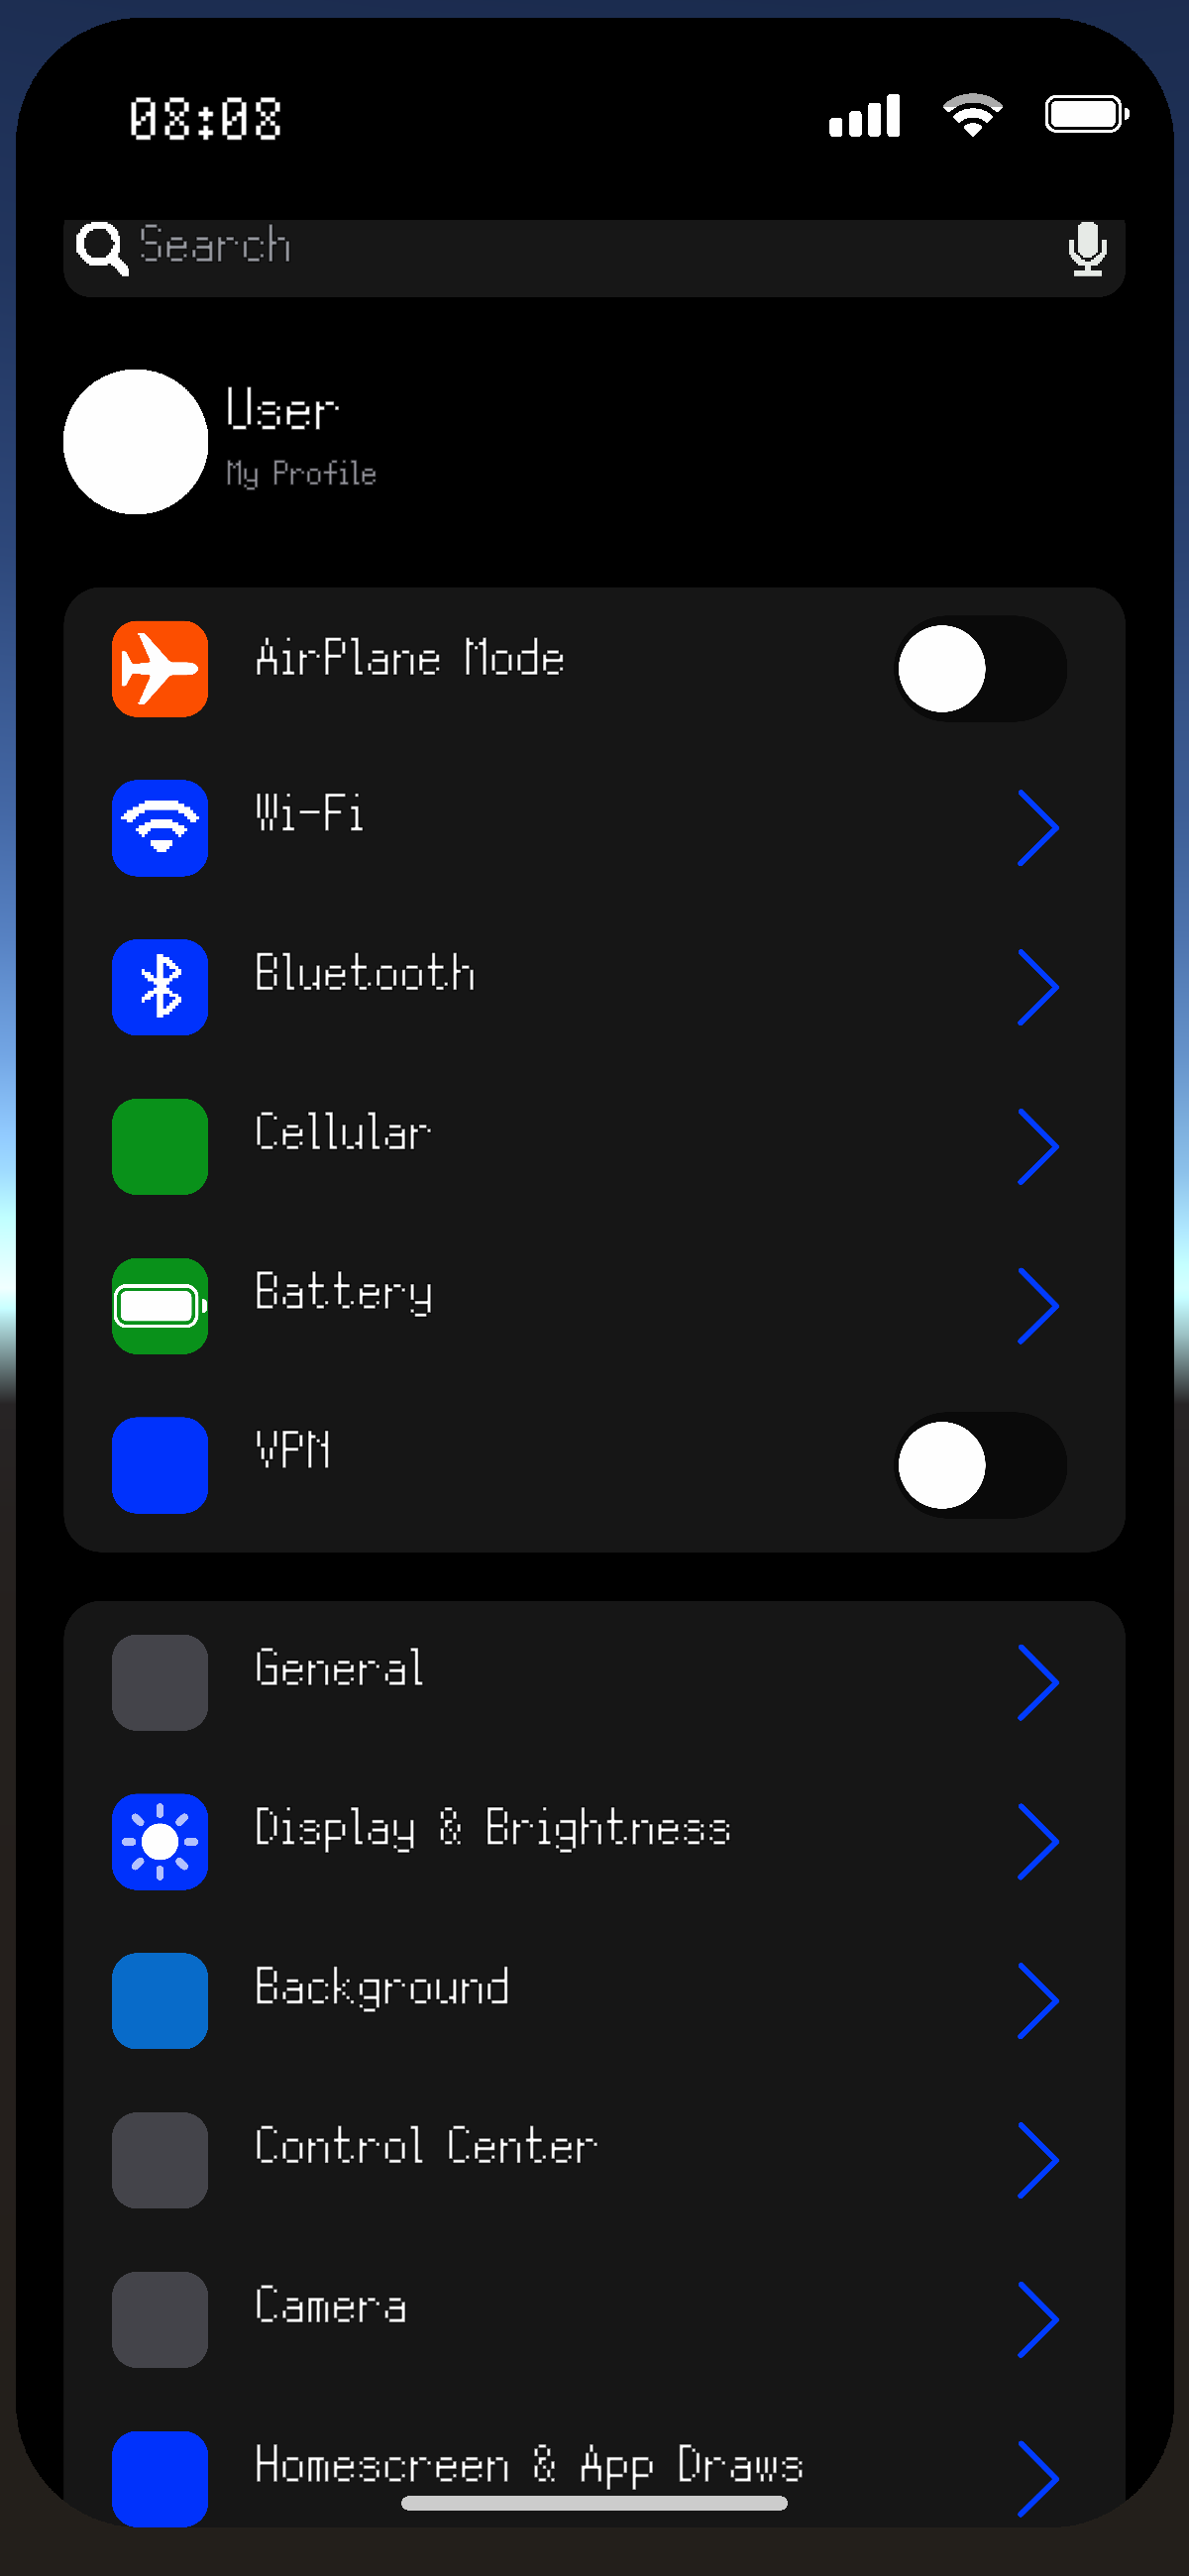 08:08
Search
User
My Profile
AirPlane Mode
Wi-Fi
Bluetooth
Cellular
Battery
VPN
General
Display & Brightness
Background
Control Center
Camera
Homescreen & App Draws